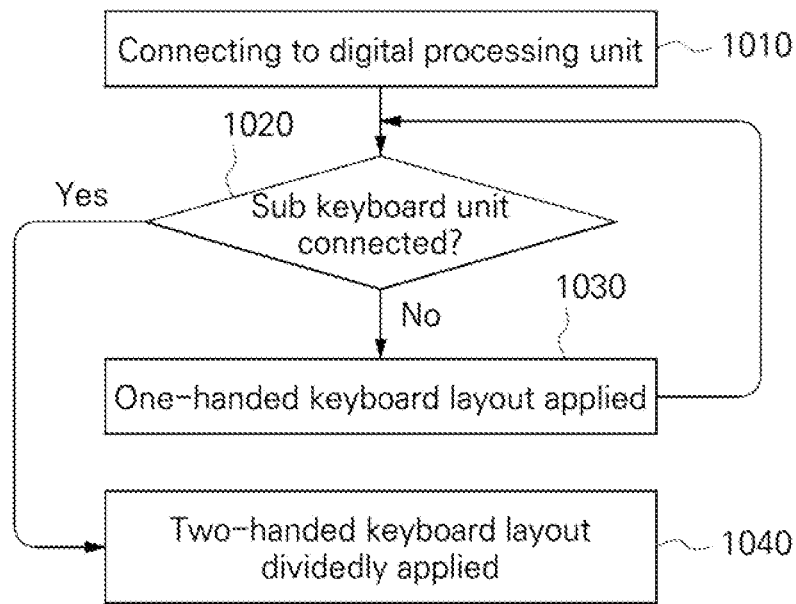 Connecting to digital processing unit
1010
1020
Yes
Sub keyboard unit
connected?
No
1030
One-handed keyboard layout applied
Two-handed keyboard layout
dividedly applied
1040